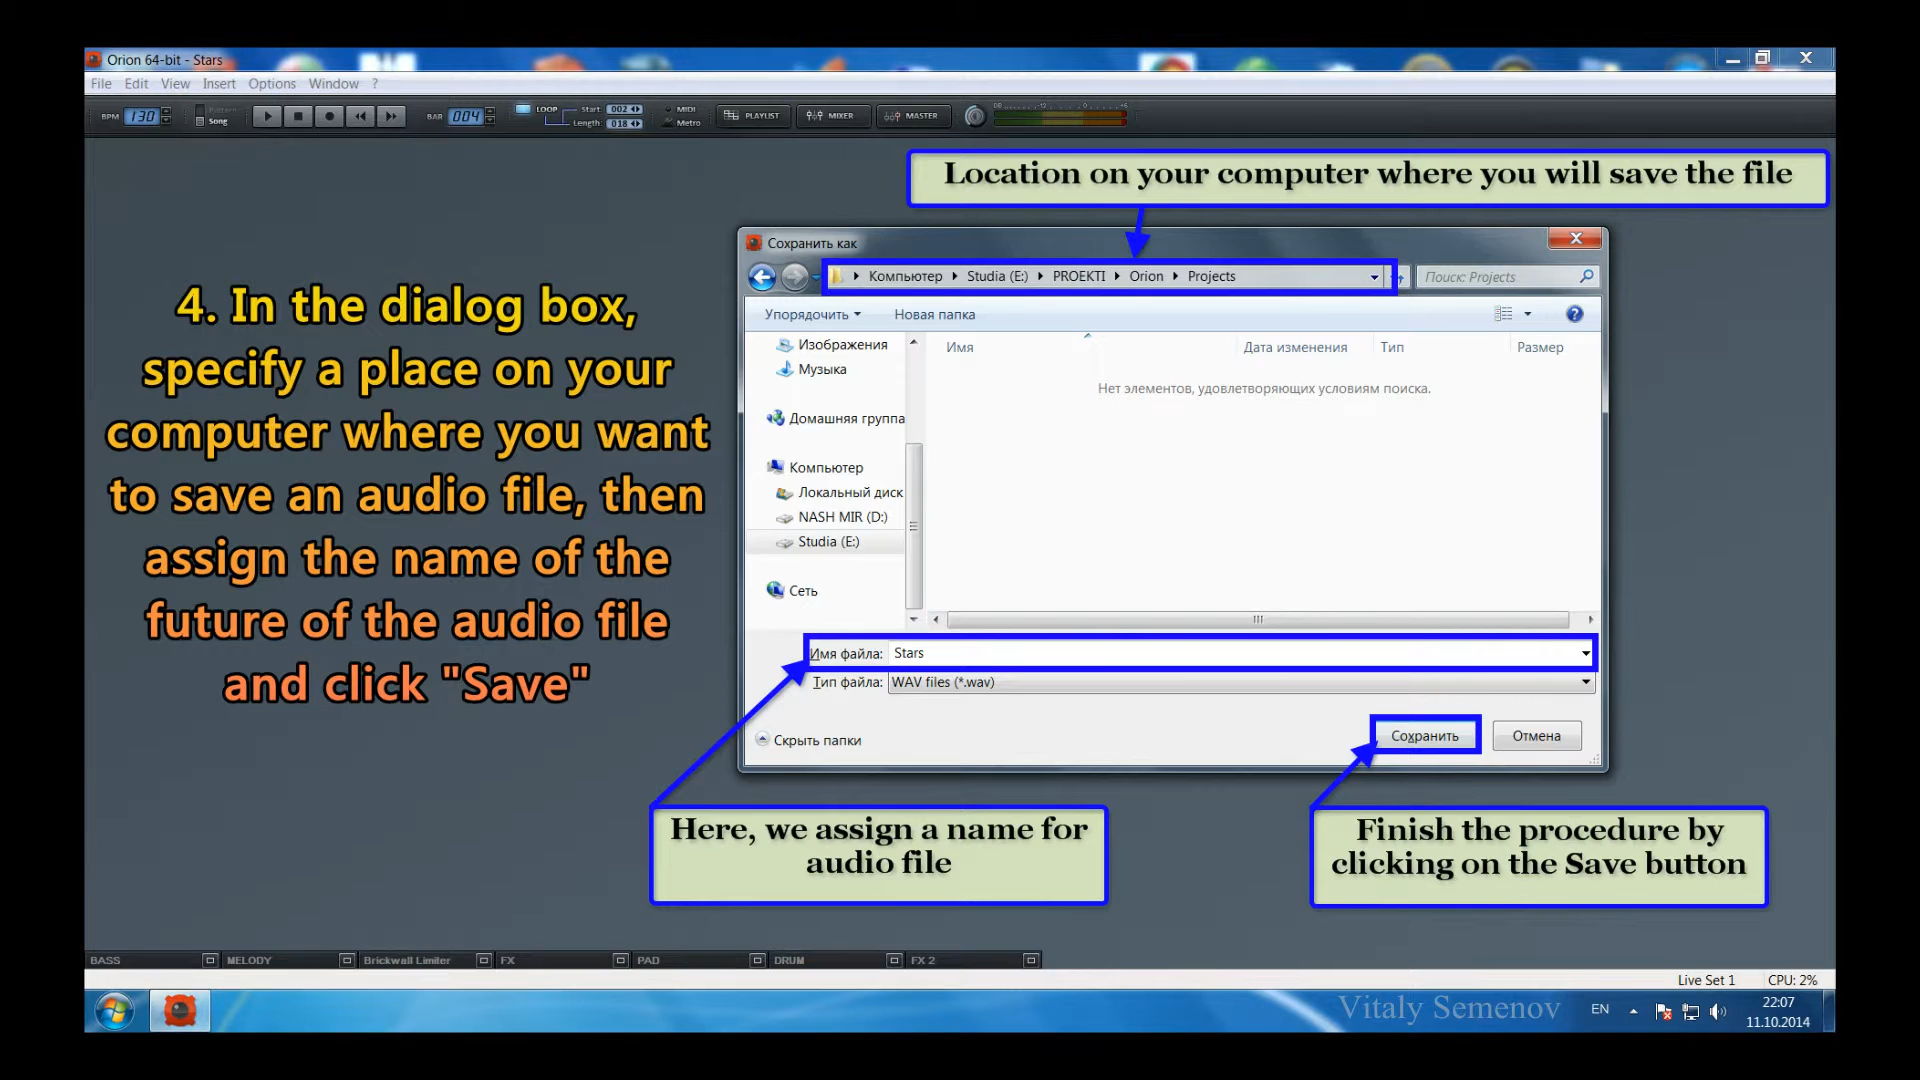 Orion 64-bit - Stars
File Edit View Insert Options Window ?
BPM 130
Pattern
Song
BAR 004
LOOP
Start: 002
Length: 018
MIDI
Metro
PLAYLIST
MIXER
MASTER
Location on your computer where you will save the file
4. In the dialog box,
specify a place on your
computer where you want
to save an audio file, then
assign the name of the
future of the audio file
and click "Save"
Сохранить как
Компьютер
Studia (E:)
PROEKTI
Orion
Projects
Поиск: Projects
Упорядочить
Новая папка
Изображения
Музыка
Домашняя группа
Компьютер
Локальный диск
NASH MIR (D:)
Studia (E:)
Сеть
Имя
Дата изменения
Тип
Размер
Нет элементов, удовлетворяющих условиям поиска.
Имя файла: Stars
Тип файла: WAV files (*.wav)
Скрыть папки
Сохранить
Отмена
Here, we assign a name for
audio file
Finish the procedure by
clicking on the Save button
BASS
MELODY
Brickwall Limiter
FX
PAD
DRUM
FX 2
Live Set 1
CPU: 2%
Vitaly Semenov
EN
22:07
11.10.2014